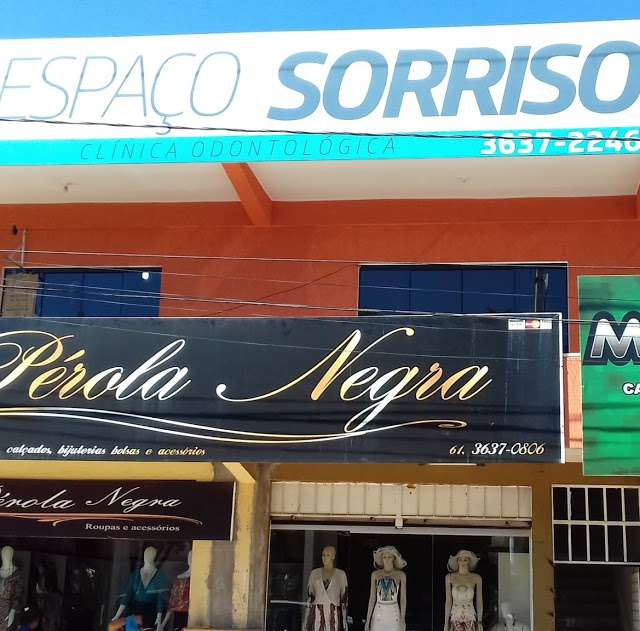 ESPAÇO SORRISO
CLÍNICA ODONTOLÓGICA 3637-2246
Pérola Negra
calçados, bijuterias bolsas e acessórios 61. 3637-0806
Pérola Negra
Roupas e acessórios
M
CA